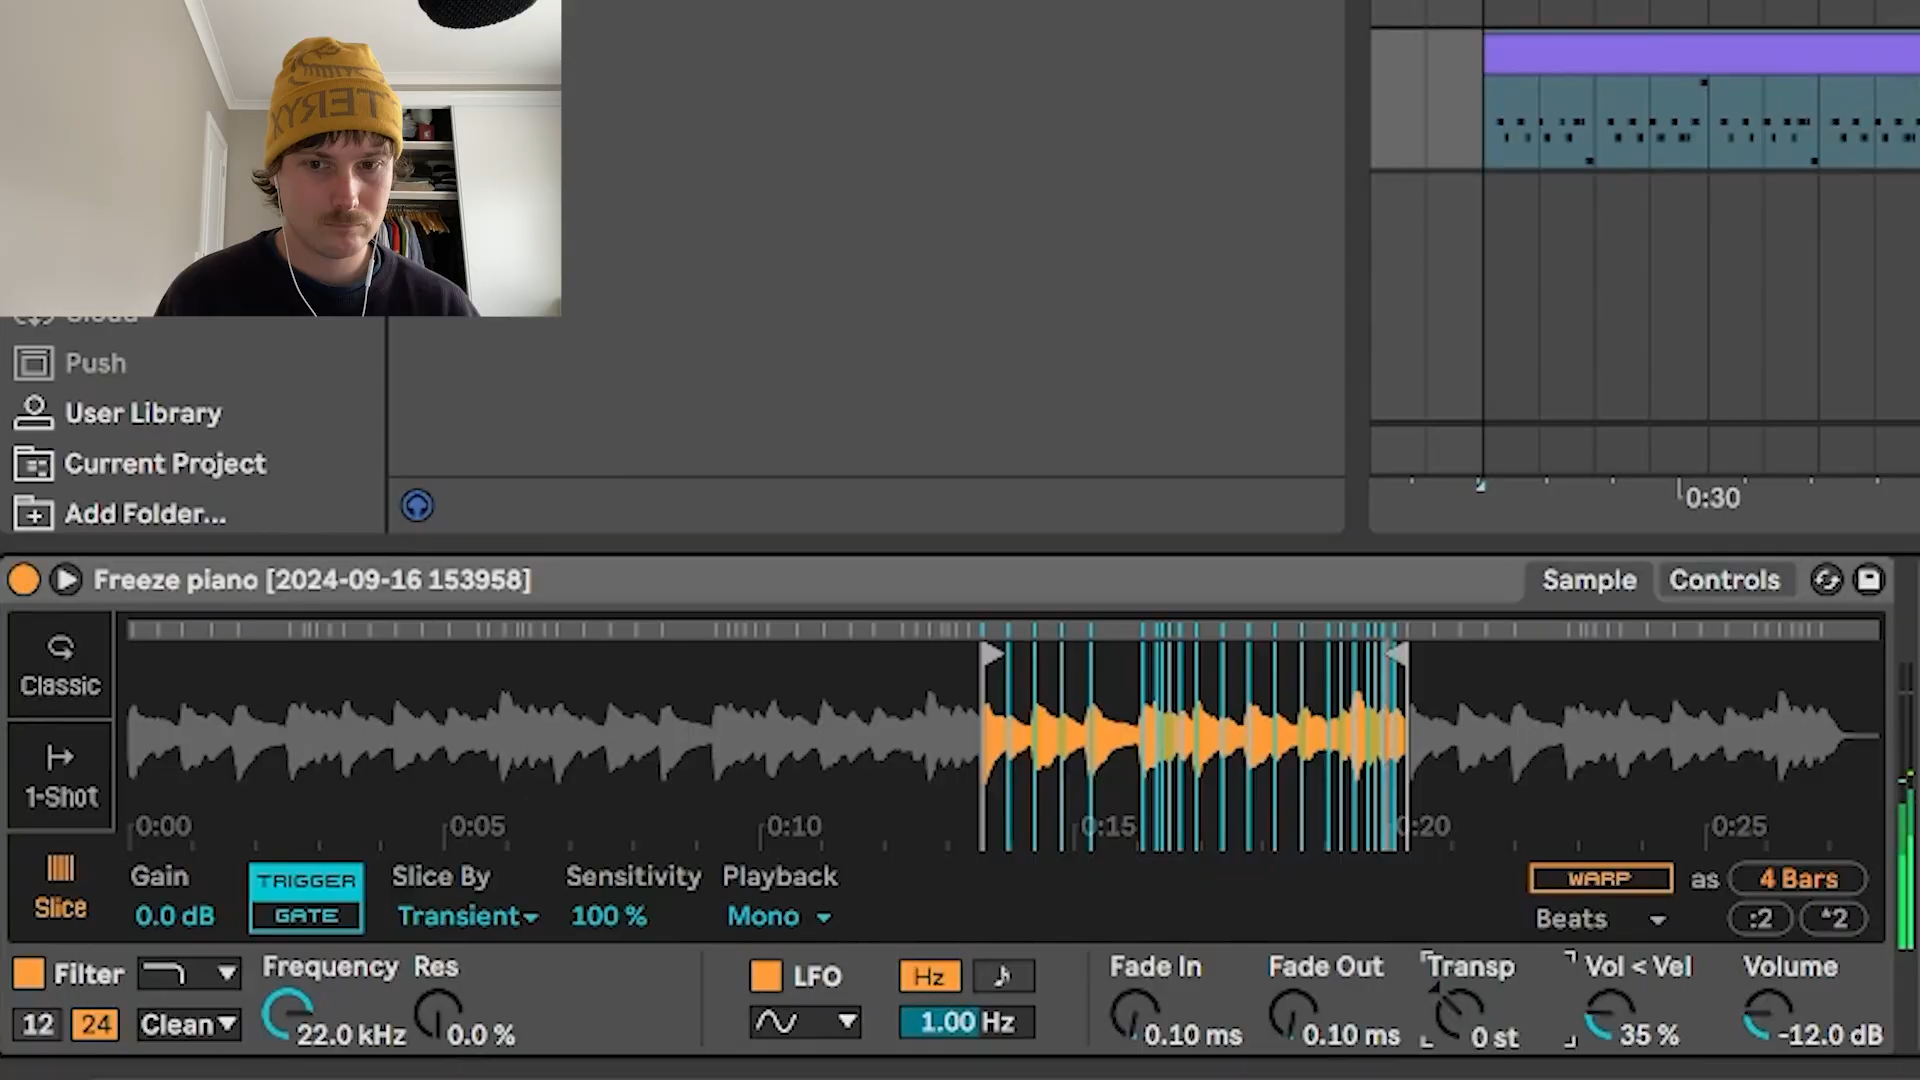 TERYX
Cloud
Push
User Library
Current Project
Add Folder...
0:30
Freeze piano [2024-09-16 153958]
Sample
Controls
Classic
1-Shot
Slice
0:00
0:05
0:10
0:15
0:20
0:25
Gain
0.0 dB
TRIGGER
GATE
Slice By
Transient
Sensitivity
100 %
Playback
Mono
WARP
as
4 Bars
Beats
:2
*2
Filter
12
24
Clean
Frequency
22.0 kHz
Res
0.0 %
LFO
Hz
1.00 Hz
Fade In
0.10 ms
Fade Out
0.10 ms
Transp
0 st
Vol < Vel
35 %
Volume
-12.0 dB